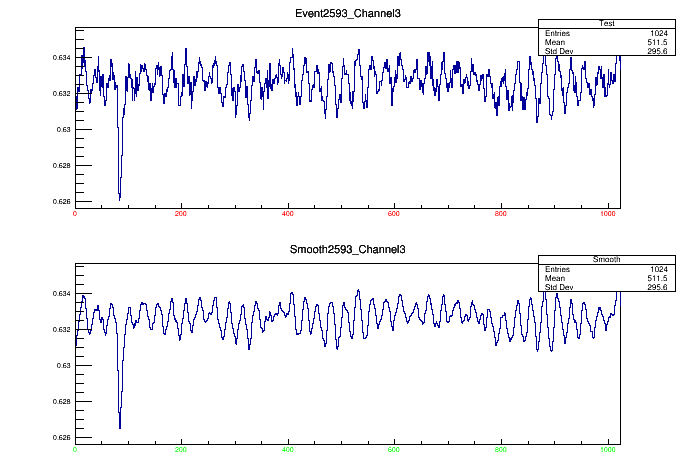 Event2593_Channel3
Test
Entries 1024
Mean 511.5
Std Dev 295.6
0.634
0.632
0.63
0.628
0.626
0 200 400 600 800 1000
Smooth2593_Channel3
Smooth
Entries 1024
Mean 511.5
Std Dev 295.6
0.634
0.632
0.63
0.628
0.626
0 200 400 600 800 1000